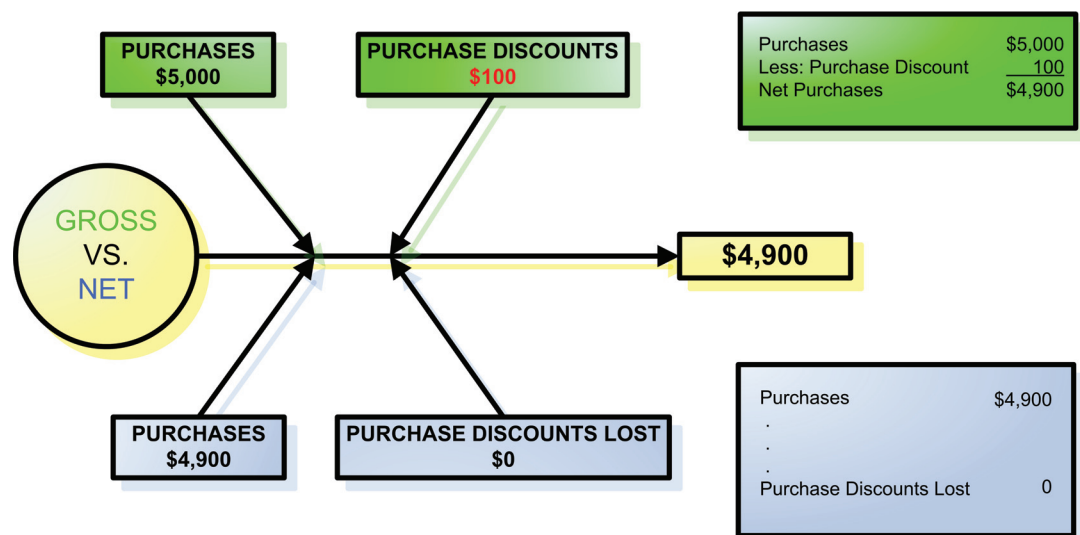 PURCHASES
$5,000
PURCHASE DISCOUNTS
$100
Purchases $5,000
Less: Purchase Discount 100
Net Purchases $4,900
GROSS
VS.
NET
$4,900
PURCHASES
$4,900
PURCHASE DISCOUNTS LOST
$0
Purchases $4,900
.
.
.
Purchase Discounts Lost 0